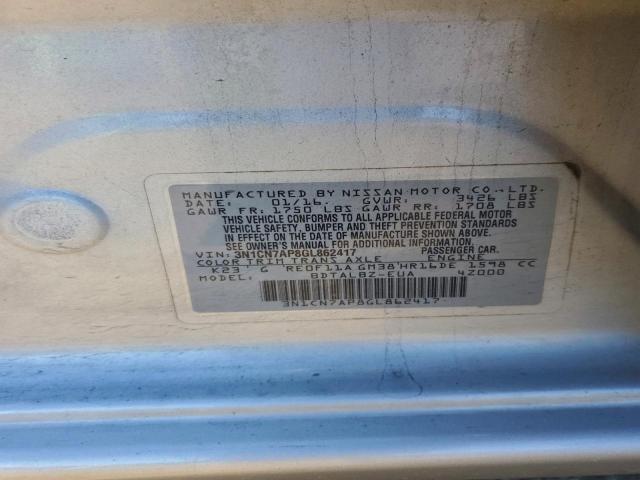 MANUFACTURED BY NISSAN MOTOR CO., LTD.
DATE: 01/16. GVWR: 3426 LBS
GAWR FR: 1750 LBS GAWR RR: 1708 LBS
THIS VEHICLE CONFORMS TO ALL APPLICABLE FEDERAL MOTOR
VEHICLE SAFETY, BUMPER AND THEFT PREVENTION STANDARDS
IN EFFECT ON THE DATE OF MANUFACTURE SHOWN ABOVE.
SEE OWNER'S MANUAL FOR ADDITIONAL INFORMATION.
VIN: 3N1CN7AP8GL862417 PASSENGER CAR.
COLOR TRIM TRANS AXLE ENGINE
K23 G RE0F11A GM38 HR16DE 1598 CC
MODEL: BDTALBZ-EUA 4Z000
3N1CN7AP8GL862417